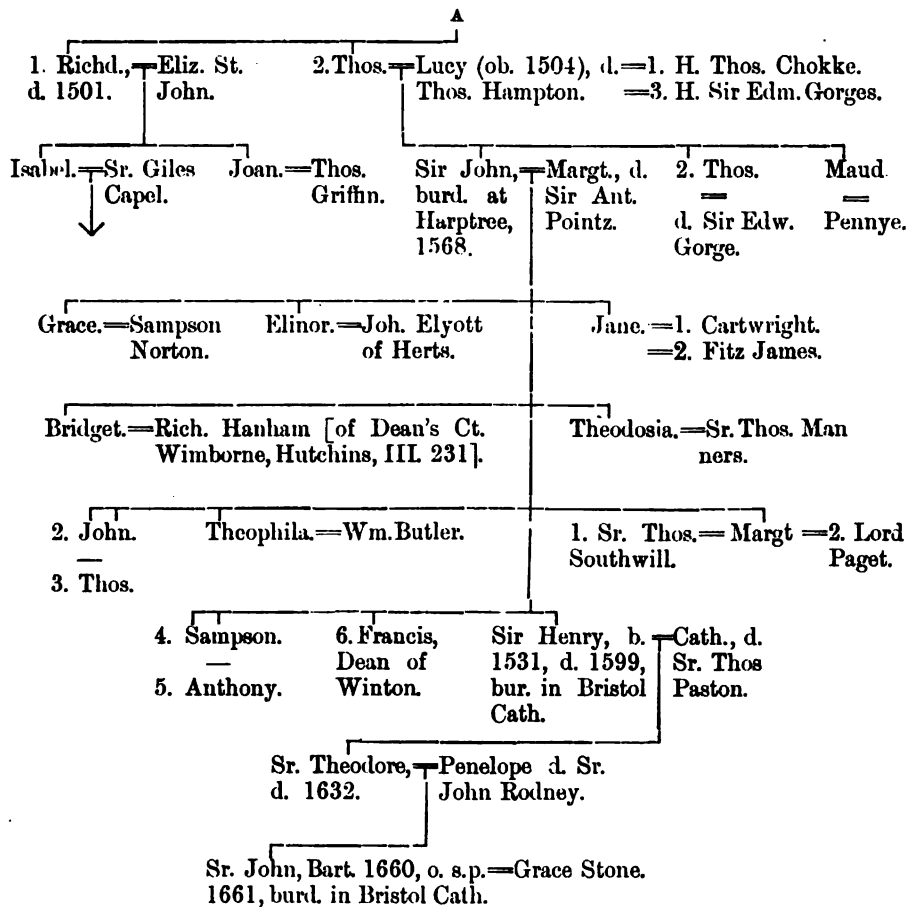 A
1. Richd., Eliz. St. 2. Thos. Lucy (ob. 1504), d. = 1. H. Thos. Chokke.
d. 1501. John. Thos. Hampton. = 3. H. Sir Edm. Gorges.
Isabel. Sr. Giles Joan. = Thos. Sir John, Margt., d. 2. Thos. Maud
Capel. Griffin. burd. at Sir Ant. = =
Harptree, Pointz. d. Sir Edw. Pennye.
1568. Gorge.
Grace. = Sampson Elinor. = Joh. Elyott Jane. = 1. Cartwright.
Norton. of Herts. = 2. Fitz James.
Bridget. = Rich. Hanham [of Dean's Ct. Theodosia. = Sr. Thos. Man
Wimborne, Hutchins, III. 231]. ners.
2. John. Theophila. = Wm. Butler. 1. Sr. Thos. = Margt = 2. Lord
— Southwill. Paget.
3. Thos.
4. Sampson. 6. Francis, Sir Henry, b. Cath., d.
— Dean of 1531, d. 1599, Sr. Thos
5. Anthony. Winton. bur. in Bristol Paston.
Cath.
Sr. Theodore, Penelope d. Sr.
d. 1632. John Rodney.
Sr. John, Bart. 1660, o. s.p. = Grace Stone.
1661, burd. in Bristol Cath.